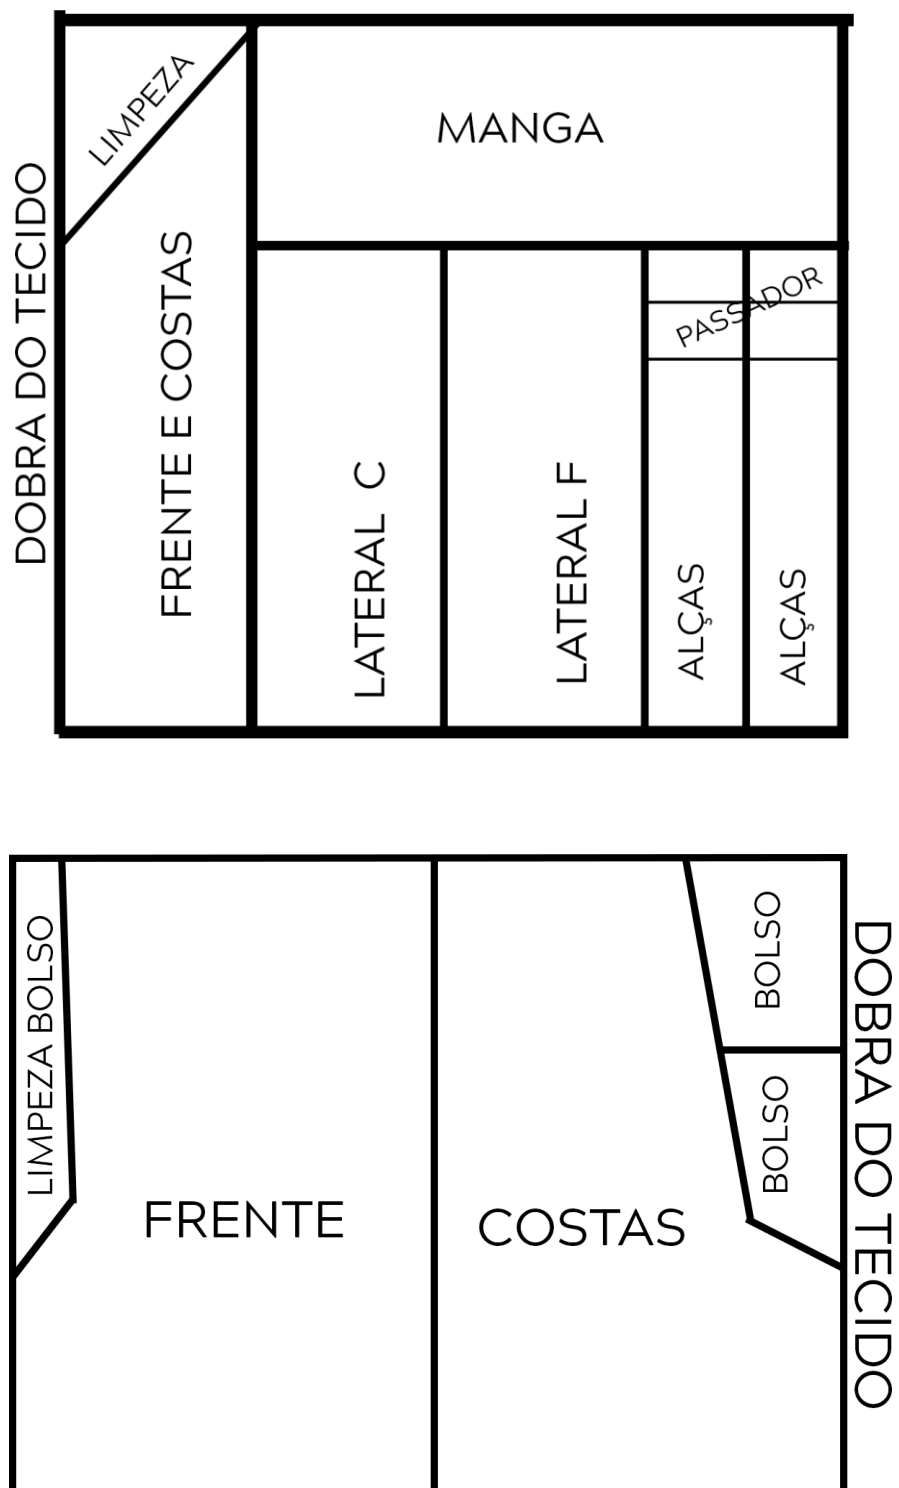 LIMPEZA
MANGA
DOBRA DO TECIDO
FRENTE E COSTAS
PASSADOR
LATERAL C
LATERAL F
ALÇAS
ALÇAS
LIMPEZA BOLSO
BOLSO
BOLSO
DOBRA DO TECIDO
FRENTE
COSTAS